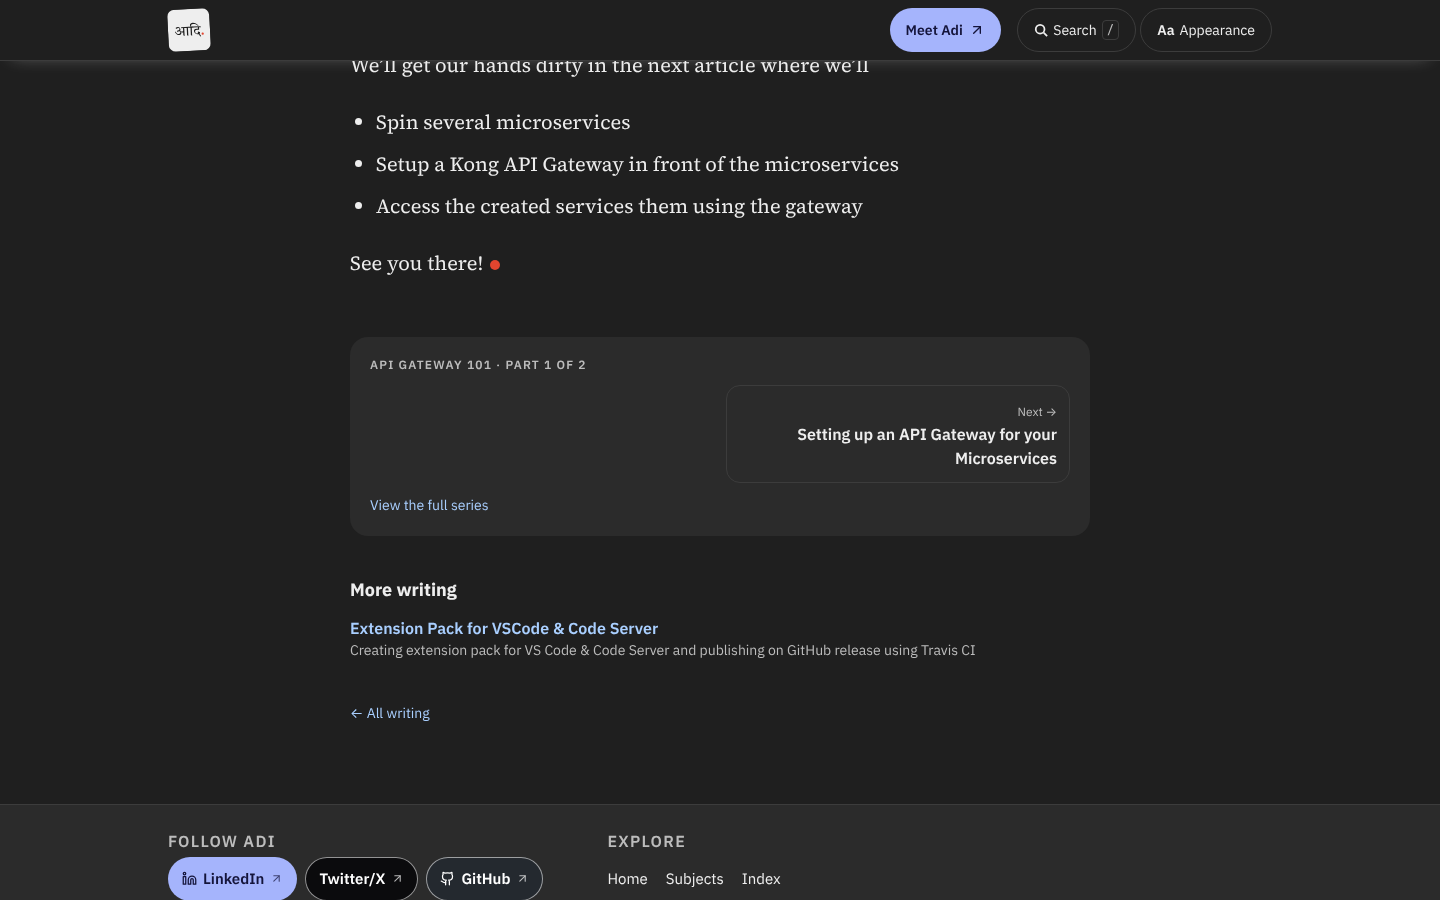 आदि.
Meet Adi
Search /
Aa Appearance
We'll get our hands dirty in the next article where we'll
Spin several microservices
Setup a Kong API Gateway in front of the microservices
Access the created services them using the gateway
See you there!
API GATEWAY 101 · PART 1 OF 2
Next →
Setting up an API Gateway for your
Microservices
View the full series
More writing
Extension Pack for VSCode & Code Server
Creating extension pack for VS Code & Code Server and publishing on GitHub release using Travis CI
← All writing
FOLLOW ADI
LinkedIn ↗
Twitter/X ↗
GitHub ↗
EXPLORE
Home
Subjects
Index